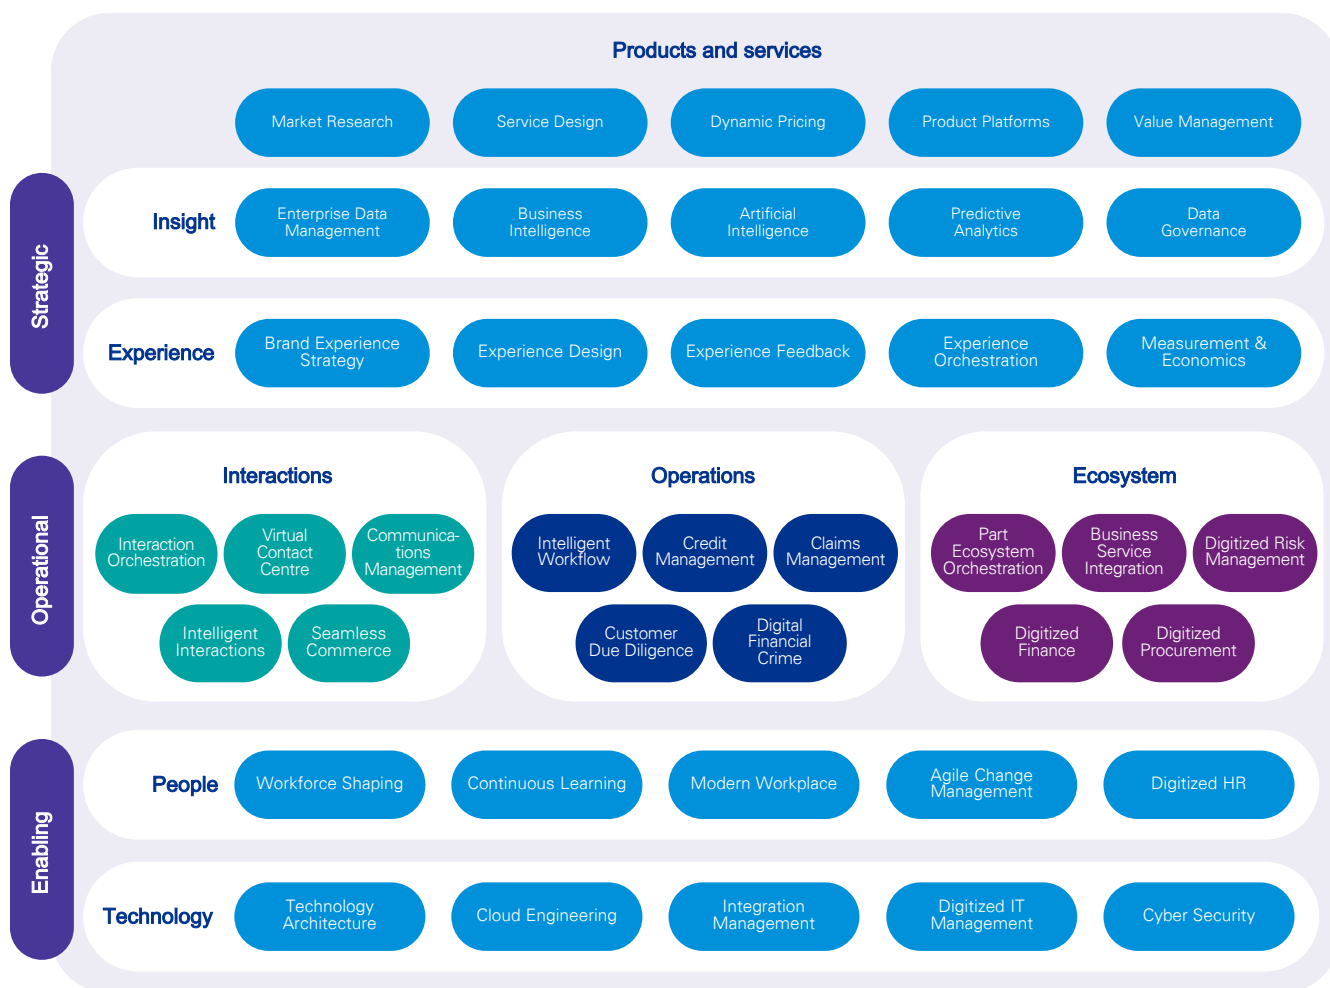 Products and services
Market Research
Service Design
Dynamic Pricing
Product Platforms
Value Management
Strategic
Insight
Enterprise Data
Management
Business
Intelligence
Artificial
Intelligence
Predictive
Analytics
Data
Governance
Experience
Brand Experience
Strategy
Experience Design
Experience Feedback
Experience
Orchestration
Measurement &
Economics
Operational
Interactions
Interaction
Orchestration
Virtual
Contact
Centre
Communica-
tions
Management
Intelligent
Interactions
Seamless
Commerce
Operations
Intelligent
Workflow
Credit
Management
Claims
Management
Customer
Due Diligence
Digital
Financial
Crime
Ecosystem
Part
Ecosystem
Orchestration
Business
Service
Integration
Digitized Risk
Management
Digitized
Finance
Digitized
Procurement
Enabling
People
Workforce Shaping
Continuous Learning
Modern Workplace
Agile Change
Management
Digitized HR
Technology
Technology
Architecture
Cloud Engineering
Integration
Management
Digitized IT
Management
Cyber Security